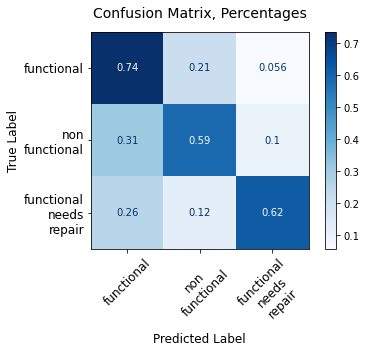 Confusion Matrix, Percentages
True Label
functional
0.74
0.21
0.056
non
functional
0.31
0.59
0.1
functional
needs
repair
0.26
0.12
0.62
functional
non
functional
functional
needs
repair
Predicted Label
0.7
0.6
0.5
0.4
0.3
0.2
0.1